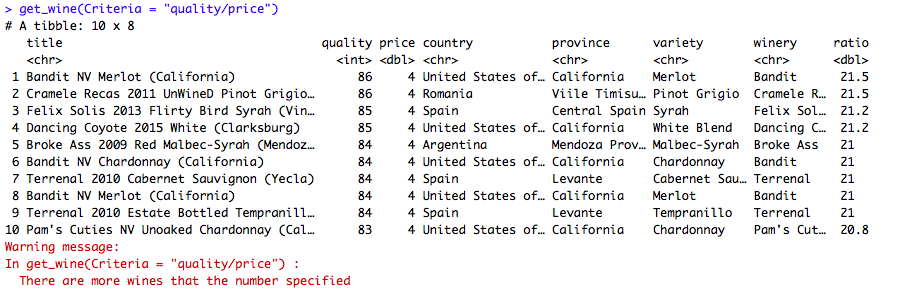 > get_wine(Criteria = "quality/price")
# A tibble: 10 x 8
title quality price country province variety winery ratio
<chr> <int> <dbl> <chr> <chr> <chr> <chr> <dbl>
1 Bandit NV Merlot (California) 86 4 United States of… California Merlot Bandit 21.5
2 Cramele Recas 2011 UnWineD Pinot Grigio… 86 4 Romania Viile Timisu… Pinot Grigio Cramele R… 21.5
3 Felix Solis 2013 Flirty Bird Syrah (Vin… 85 4 Spain Central Spain Syrah Felix Sol… 21.2
4 Dancing Coyote 2015 White (Clarksburg) 85 4 United States of… California White Blend Dancing C… 21.2
5 Broke Ass 2009 Red Malbec-Syrah (Mendoz… 84 4 Argentina Mendoza Prov… Malbec-Syrah Broke Ass 21
6 Bandit NV Chardonnay (California) 84 4 United States of… California Chardonnay Bandit 21
7 Terrenal 2010 Cabernet Sauvignon (Yecla) 84 4 Spain Levante Cabernet Sau… Terrenal 21
8 Bandit NV Merlot (California) 84 4 United States of… California Merlot Bandit 21
9 Terrenal 2010 Estate Bottled Tempranill… 84 4 Spain Levante Tempranillo Terrenal 21
10 Pam's Cuties NV Unoaked Chardonnay (Cal… 83 4 United States of… California Chardonnay Pam's Cut… 20.8
Warning message:
In get_wine(Criteria = "quality/price") :
There are more wines that the number specified